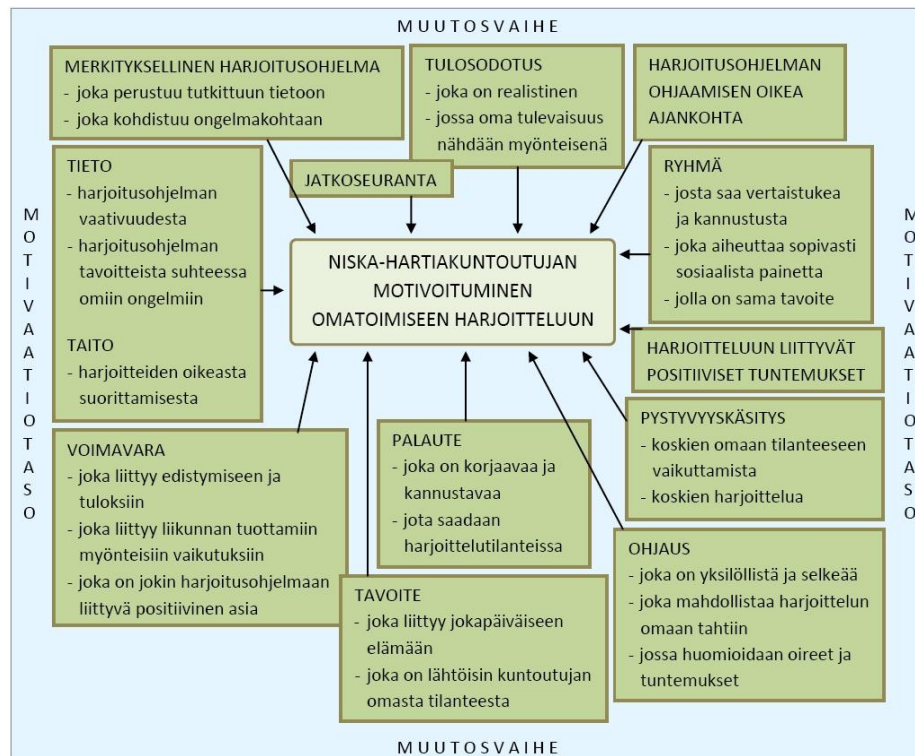 MUUTOSVAIHE
MERKITYKSELLINEN HARJOITUSOHJELMA
- joka perustuu tutkittuun tietoon
- joka kohdistuu ongelmakohtaan
TULOSODOTUS
- joka on realistinen
- jossa oma tulevaisuus
nähdään myönteisenä
HARJOITUSOHJELMAN
OHJAAMISEN OIKEA
AJANKOHTA
TIETO
- harjoitusohjelman
vaativuudesta
- harjoitusohjelman
tavoitteista suhteessa
omiin ongelmiin
TAITO
- harjoitteiden oikeasta
suorittamisesta
JATKOSEURANTA
RYHMÄ
- josta saa vertaistukea
ja kannustusta
- joka aiheuttaa sopivasti
sosiaalista painetta
- jolla on sama tavoite
MOTIVAATIOTASO
NISKA-HARTIAKUNTOUTUJAN
MOTIVOITUMINEN
OMATOIMISEEN HARJOITTELUUN
MOTIVAATIOTASO
HARJOITTELUUN LIITTYVÄT
POSITIIVISET TUNTEMUKSET
VOIMAVARA
- joka liittyy edistymiseen ja
tuloksiin
- joka liittyy liikunnan tuottamiin
myönteisiin vaikutuksiin
- joka on jokin harjoitusohjelmaan
liittyvä positiivinen asia
PALAUTE
- joka on korjaavaa ja
kannustavaa
- jota saadaan
harjoittelutilanteissa
PYSTYVYYSKÄSITYS
- koskien omaan tilanteeseen
vaikuttamista
- koskien harjoittelua
TAVOITE
- joka liittyy jokapäiväiseen
elämään
- joka on lähtöisin kuntoutujan
omasta tilanteesta
OHJAUS
- joka on yksilöllistä ja selkeää
- joka mahdollistaa harjoittelun
omaan tahtiin
- jossa huomioidaan oireet ja
tuntemukset
MUUTOSVAIHE